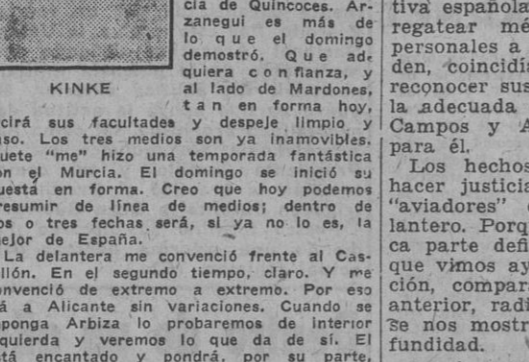 cia de Quincoces. Ar-
zanegui es más de
lo que el domingo
demostró. Que ad
quiera confianza, y
al lado de Mardones,
tan en forma hoy,
KINKE
cirá sus facultades y despeje limpio y
so. Los tres medios son ya inamovibles.
uete "me" hizo una temporada fantástica
n el Murcia. El domingo se inició su
uestá en forma. Creo que hoy podemos
resumir de línea de medios; dentro de
os o tres fechas será, si ya no lo es, la
ejor de España.
La delantera me convenció frente al Cas-
llón. En el segundo tiempo, claro. Y me
onvenció de extremo a extremo. Por eso
á a Alicante sin variaciones. Cuando se
ponga Arbiza lo probaremos de interior
quierda y veremos lo que da de sí. El
stá encantado y pondrá, por su parte,
tiva española
regatear mé
personales a
den, coincidía
reconocer sus
la adecuada
Campos y A
para él.
Los hechos
hacer justicia
"aviadores"
lantero. Porq
ca parte defi
que vimos ay
ción, compar
anterior, radi
se nos mostr
fundidad.